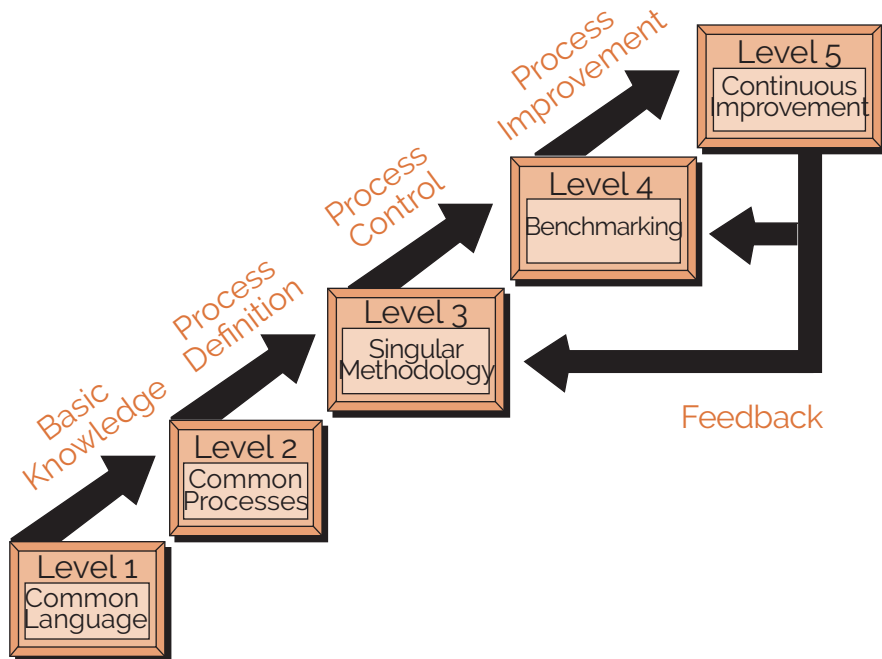 Process
Improvement
Level 5
Continuous
Improvement
Process
Control
Level 4
Benchmarking
Process
Definition
Level 3
Singular
Methodology
Basic
Knowledge
Level 2
Common
Processes
Feedback
Level 1
Common
Language